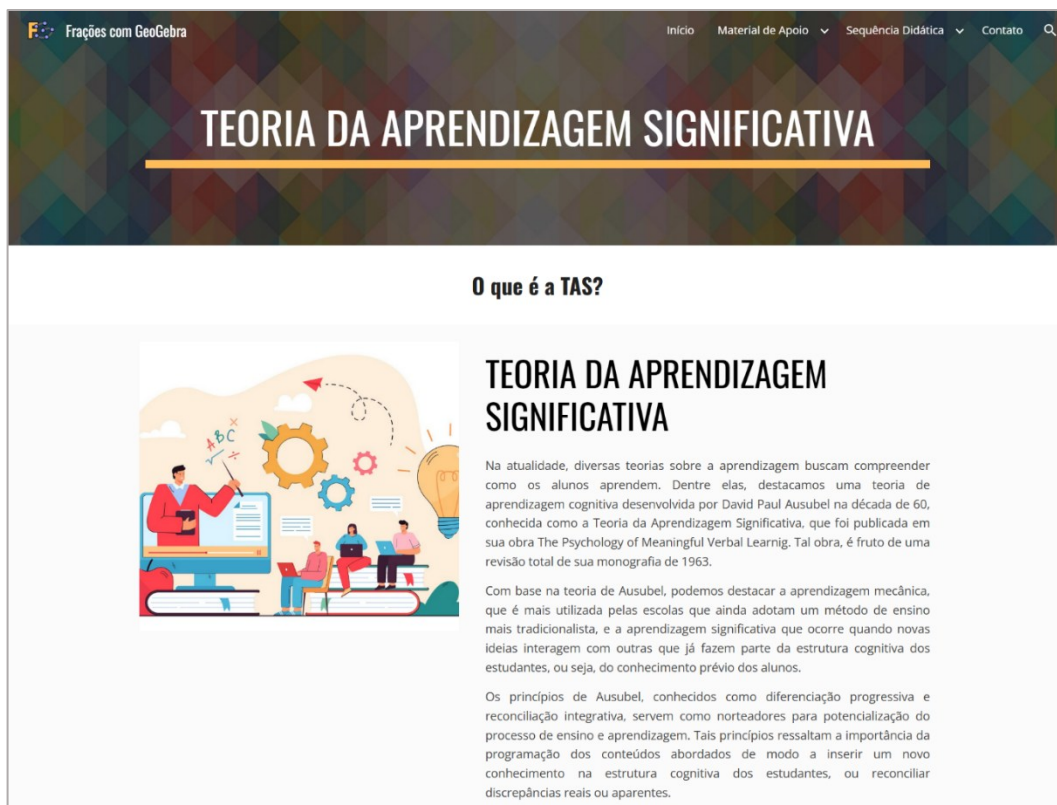 Frações com GeoGebra
Início Material de Apoio Sequência Didática Contato
TEORIA DA APRENDIZAGEM SIGNIFICATIVA
O que é a TAS?
ABC
TEORIA DA APRENDIZAGEM
SIGNIFICATIVA
Na atualidade, diversas teorias sobre a aprendizagem buscam compreender
como os alunos aprendem. Dentre elas, destacamos uma teoria de
aprendizagem cognitiva desenvolvida por David Paul Ausubel na década de 60,
conhecida como a Teoria da Aprendizagem Significativa, que foi publicada em
sua obra The Psychology of Meaningful Verbal Learnig. Tal obra, é fruto de uma
revisão total de sua monografia de 1963.
Com base na teoria de Ausubel, podemos destacar a aprendizagem mecânica,
que é mais utilizada pelas escolas que ainda adotam um método de ensino
mais tradicionalista, e a aprendizagem significativa que ocorre quando novas
ideias interagem com outras que já fazem parte da estrutura cognitiva dos
estudantes, ou seja, do conhecimento prévio dos alunos.
Os princípios de Ausubel, conhecidos como diferenciação progressiva e
reconciliação integrativa, servem como norteadores para potencialização do
processo de ensino e aprendizagem. Tais princípios ressaltam a importância da
programação dos conteúdos abordados de modo a inserir um novo
conhecimento na estrutura cognitiva dos estudantes, ou reconciliar
discrepâncias reais ou aparentes.